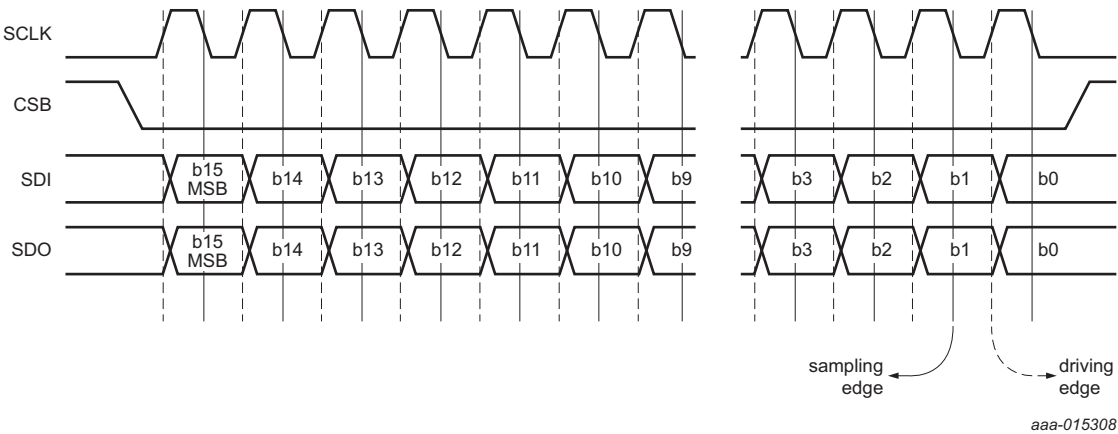 SCLK
CSB
SDI
b15
MSB
b14
b13
b12
b11
b10
b9
b3
b2
b1
b0
SDO
b15
MSB
b14
b13
b12
b11
b10
b9
b3
b2
b1
b0
sampling
edge
driving
edge
aaa-015308